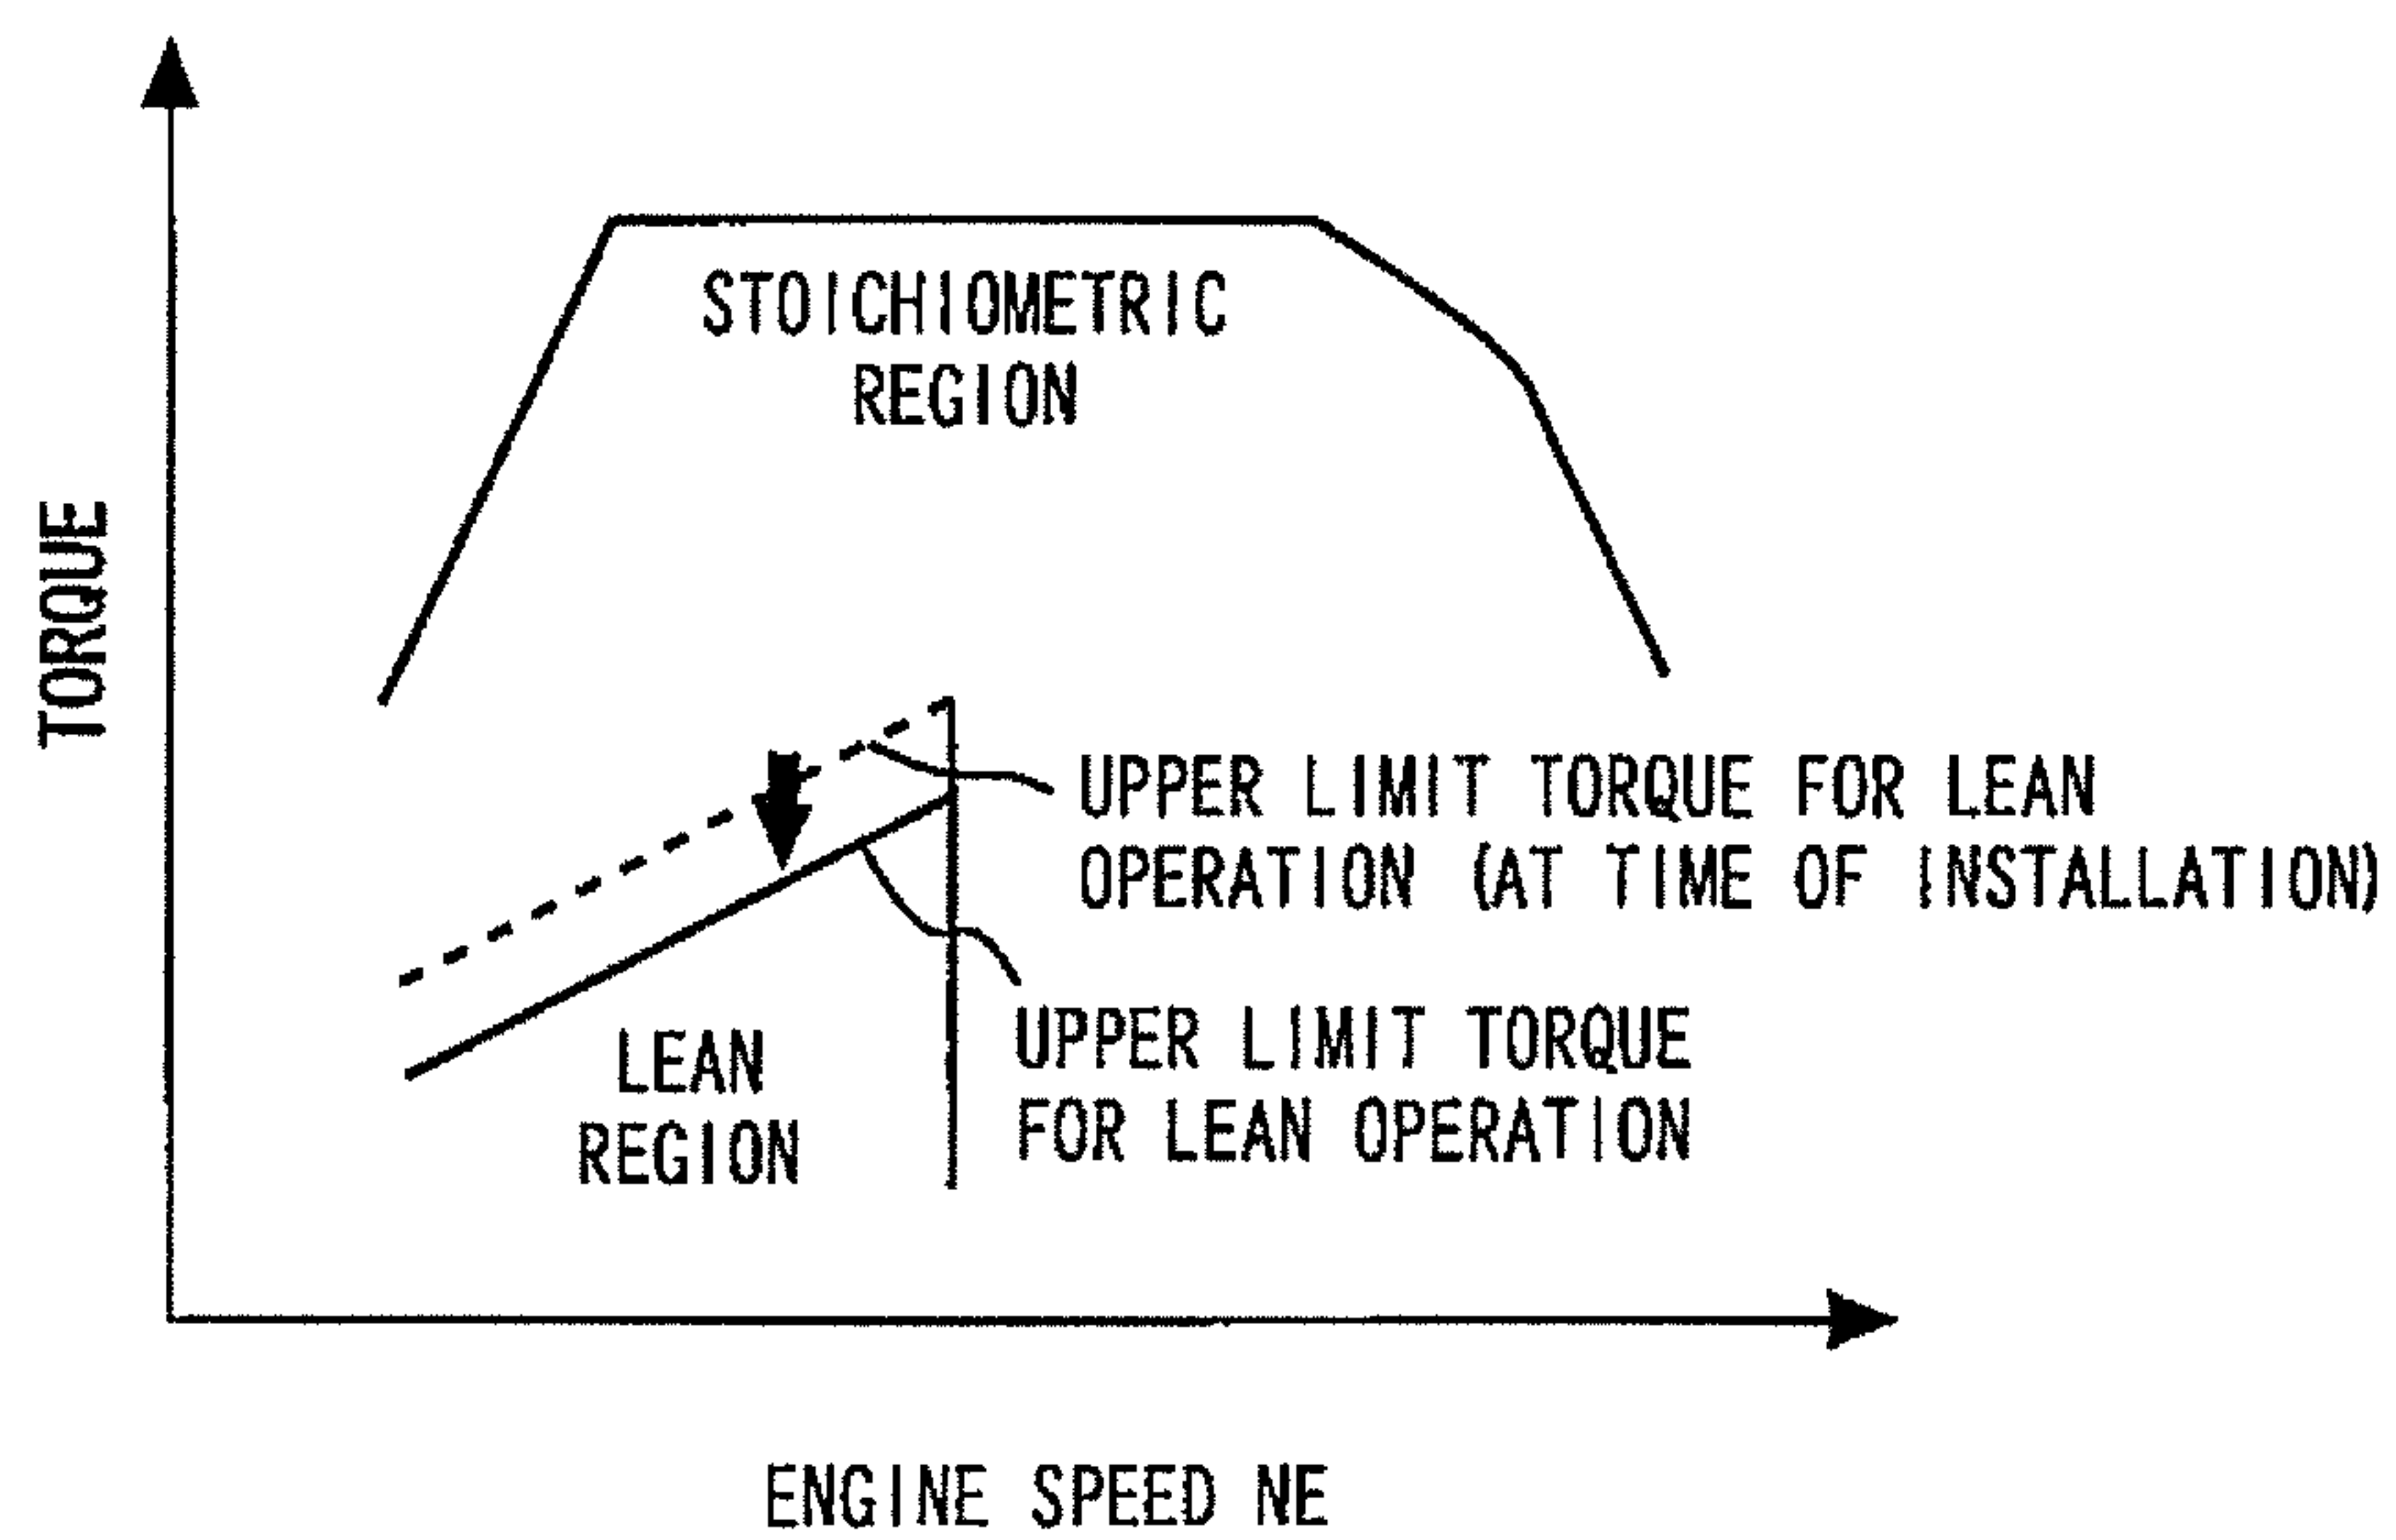 STOICHIOMETRIC
REGION
TORQUE
UPPER LIMIT TORQUE FOR LEAN
OPERATION (AT TIME OF INSTALLATION)
UPPER LIMIT TORQUE
FOR LEAN OPERATION
LEAN
REGION
ENGINE SPEED NE